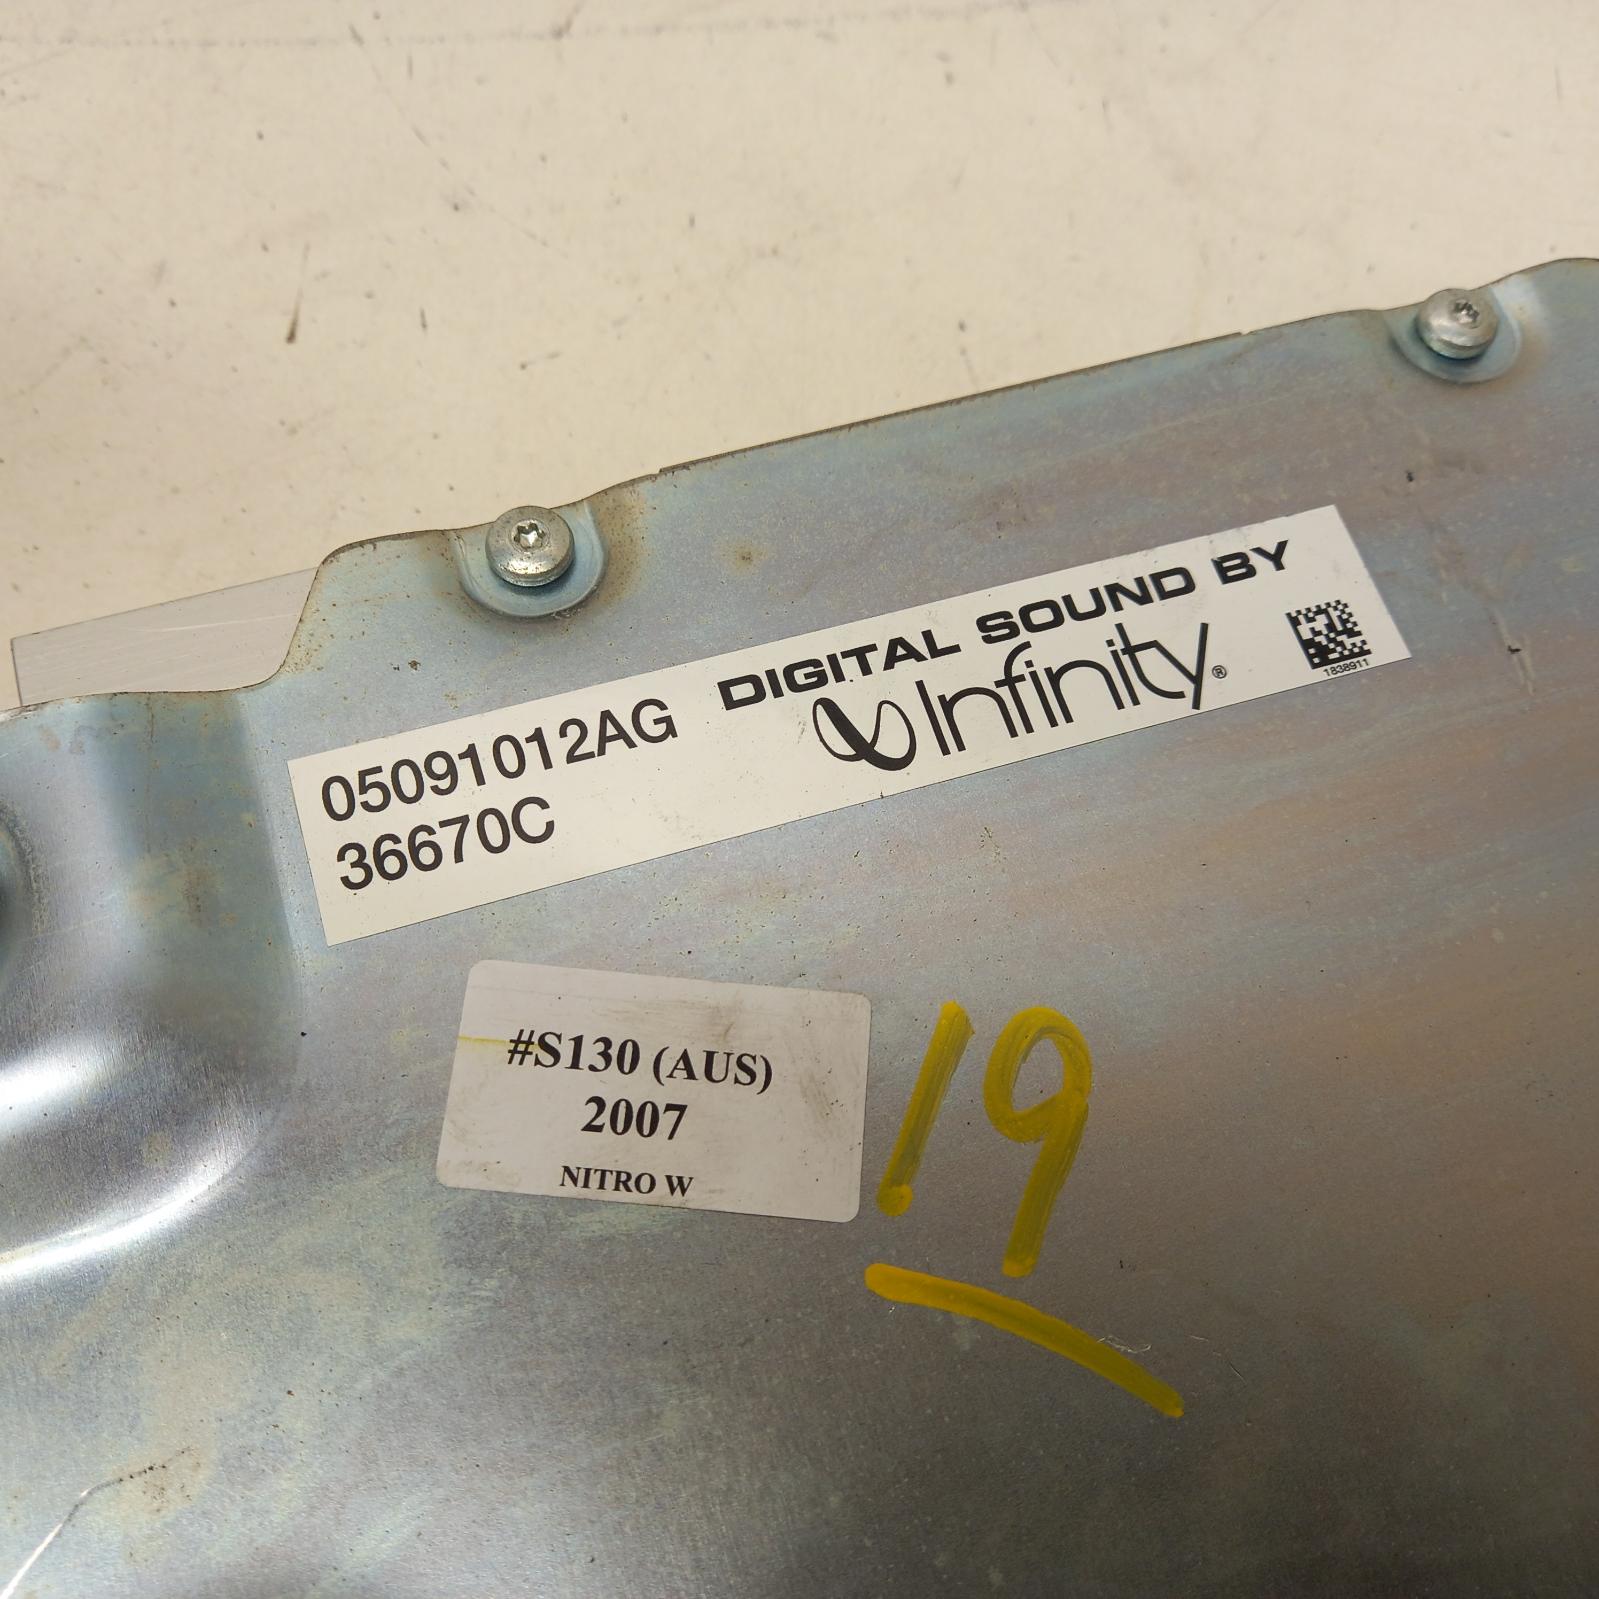 05091012AG
36670C
DIGITAL SOUND BY
Infinity®
1838911
#S130 (AUS)
2007
NITRO W
19